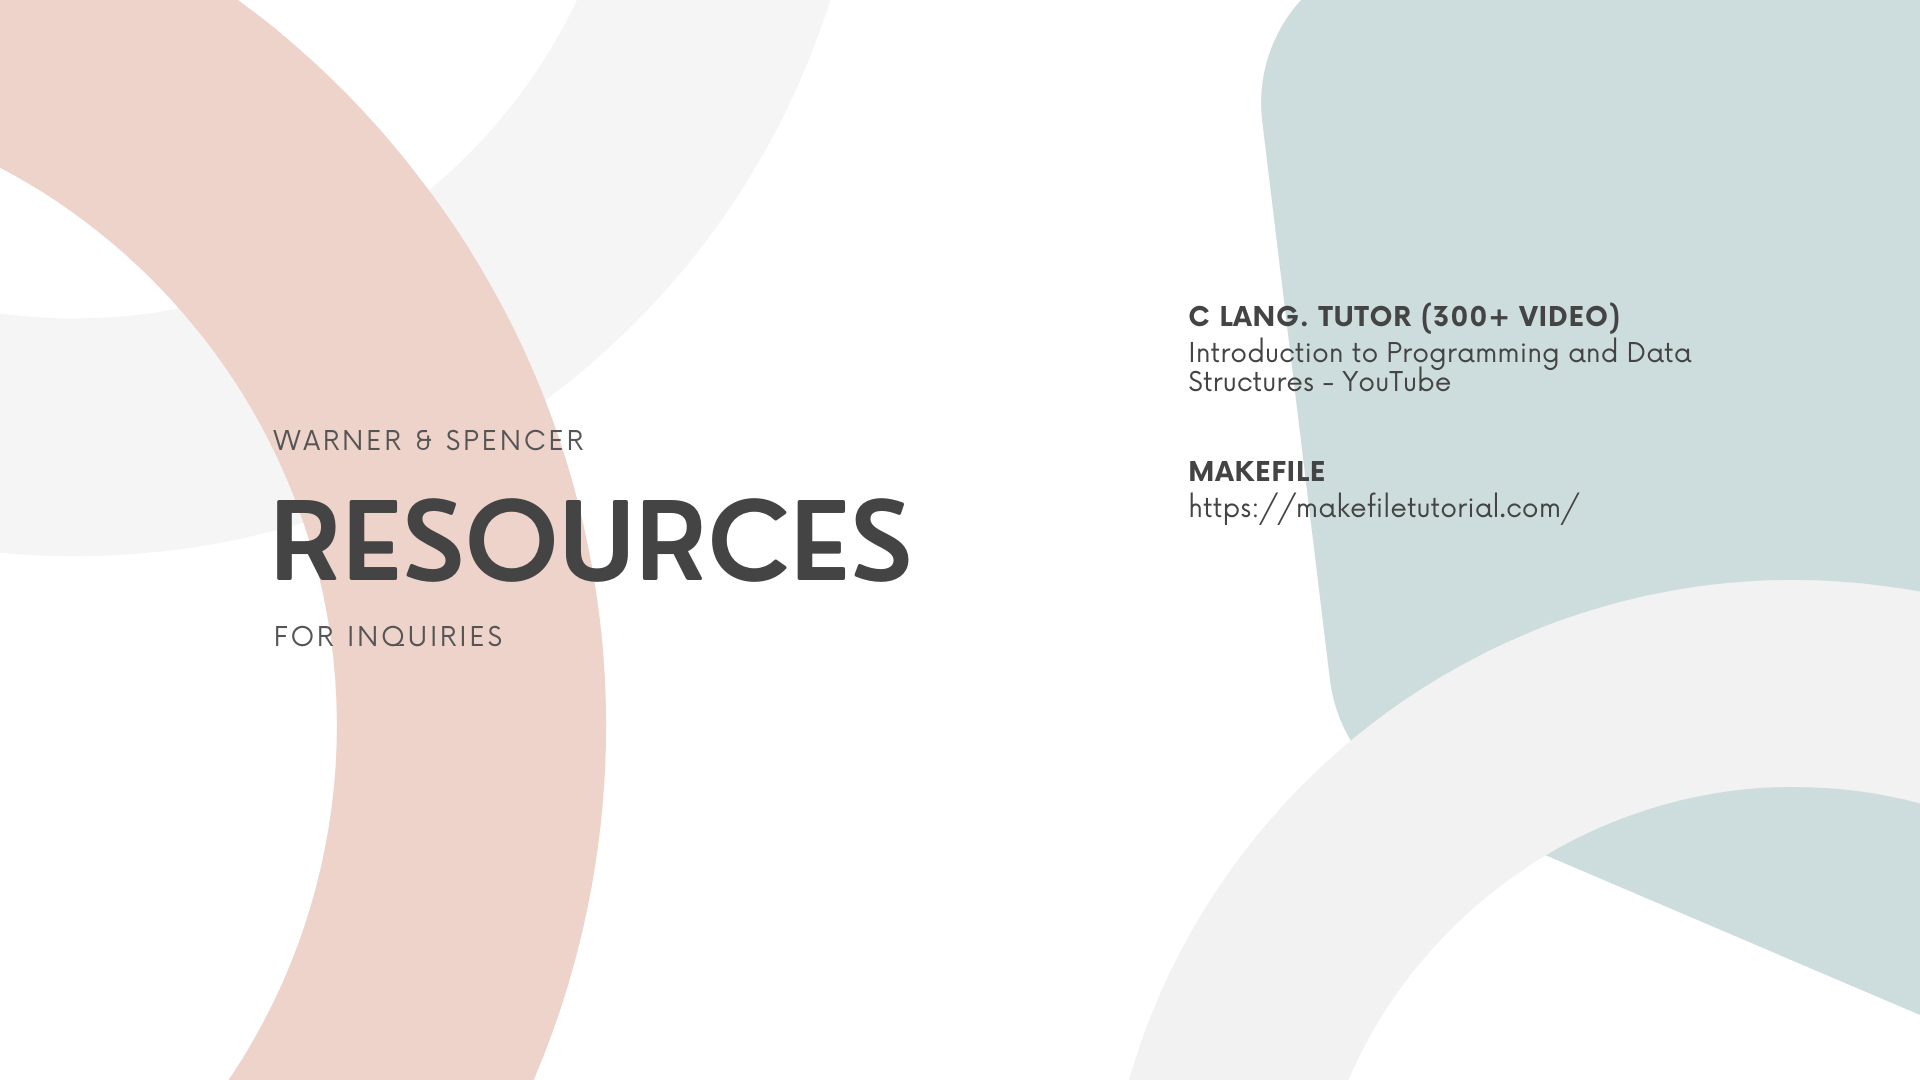 WARNER & SPENCER
RESOURCES
FOR INQUIRIES
C LANG. TUTOR (300+ VIDEO)
Introduction to Programming and Data
Structures - YouTube
MAKEFILE
https://makefiletutorial.com/